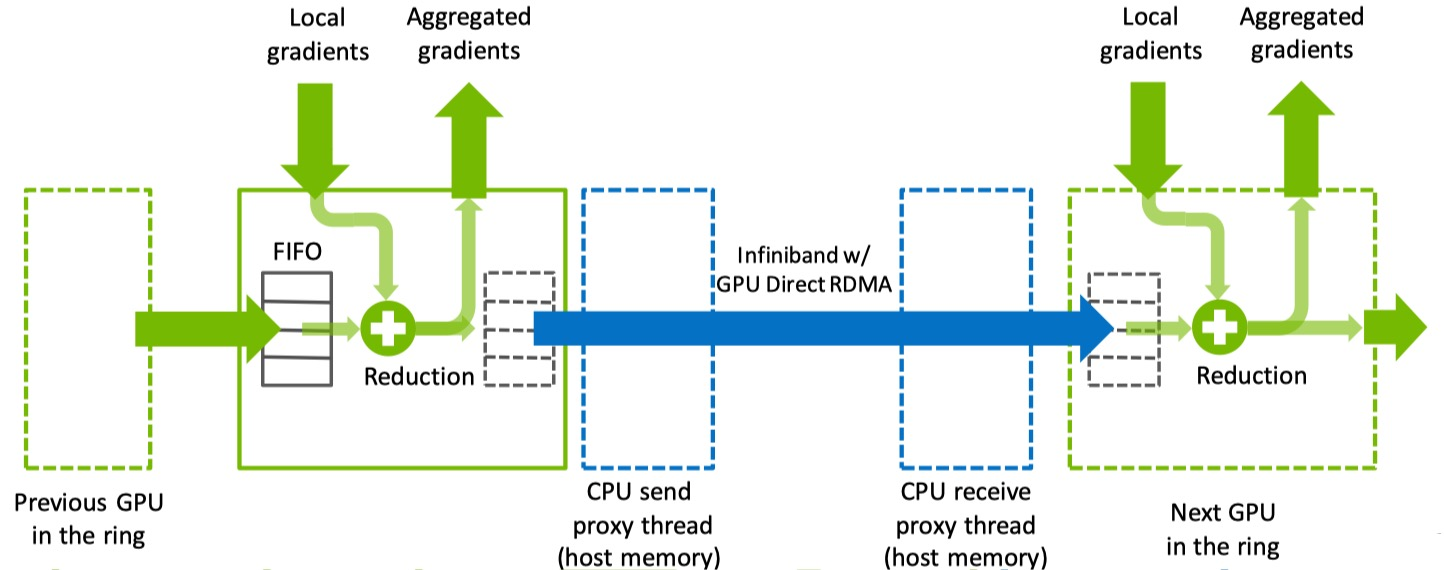 Local
gradients
Aggregated
gradients
Local
gradients
Aggregated
gradients
FIFO
Reduction
Infiniband w/
GPU Direct RDMA
Reduction
Previous GPU
in the ring
CPU send
proxy thread
(host memory)
CPU receive
proxy thread
(host memory)
Next GPU
in the ring